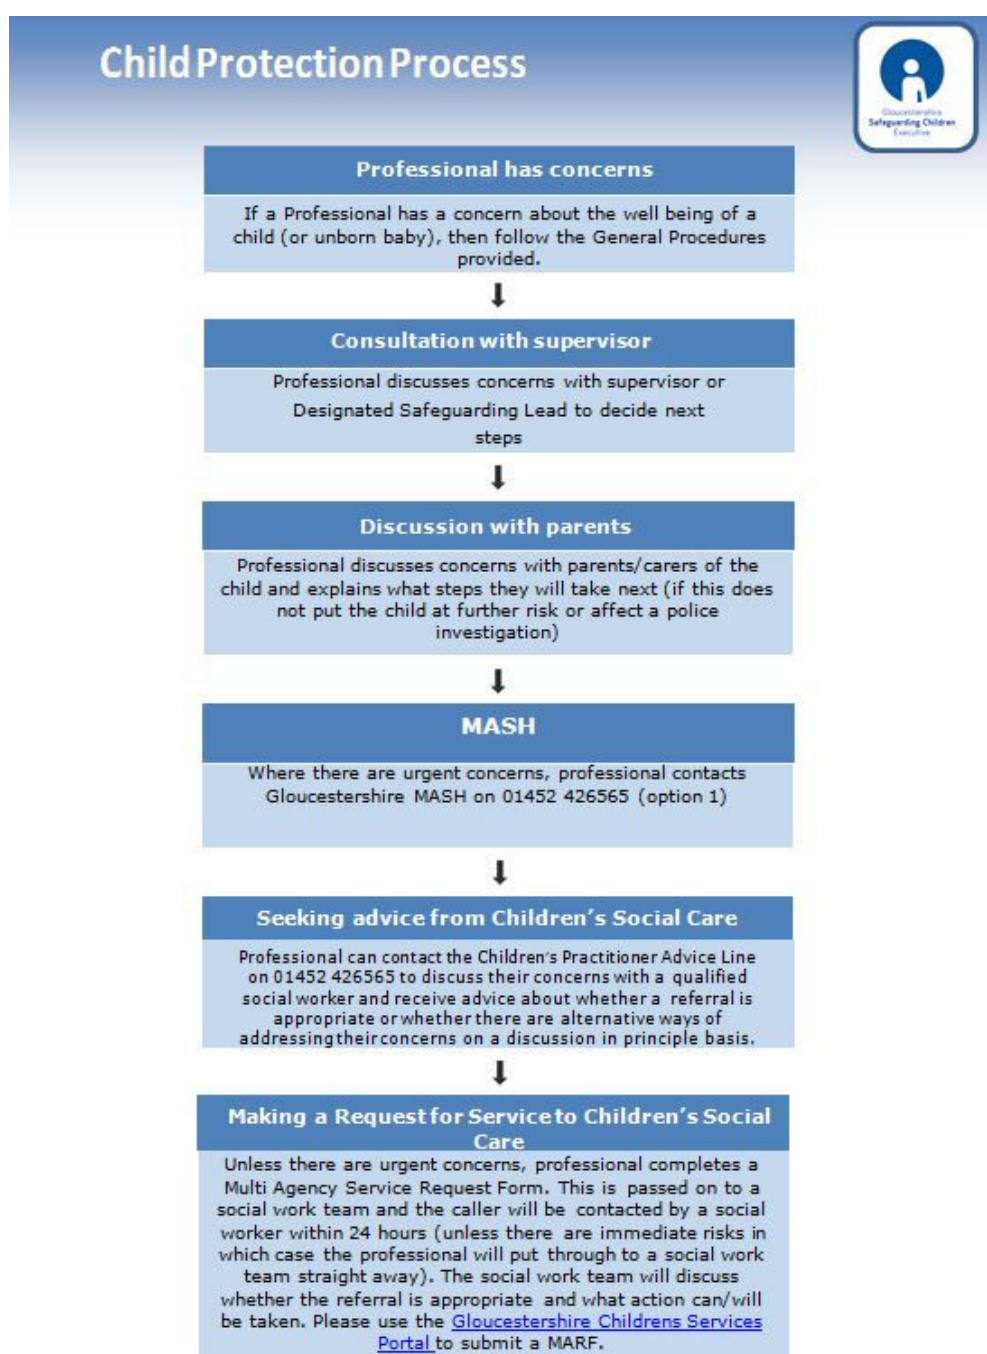 Child Protection Process
Gloucestershire
Safeguarding Children
Executive
Professional has concerns
If a Professional has a concern about the well being of a
child (or unborn baby), then follow the General Procedures
provided.
Consultation with supervisor
Professional discusses concerns with supervisor or
Designated Safeguarding Lead to decide next
steps
Discussion with parents
Professional discusses concerns with parents/carers of the
child and explains what steps they will take next (if this does
not put the child at further risk or affect a police
investigation)
MASH
Where there are urgent concerns, professional contacts
Gloucestershire MASH on 01452 426565 (option 1)
Seeking advice from Children's Social Care
Professional can contact the Children's Practitioner Advice Line
on 01452 426565 to discuss their concerns with a qualified
social worker and receive advice about whether a referral is
appropriate or whether there are alternative ways of
addressing their concerns on a discussion in principle basis.
Making a Request for Service to Children's Social
Care
Unless there are urgent concerns, professional completes a
Multi Agency Service Request Form. This is passed on to a
social work team and the caller will be contacted by a social
worker within 24 hours (unless there are immediate risks in
which case the professional will put through to a social work
team straight away). The social work team will discuss
whether the referral is appropriate and what action can/will
be taken. Please use the Gloucestershire Childrens Services
Portal to submit a MARF.